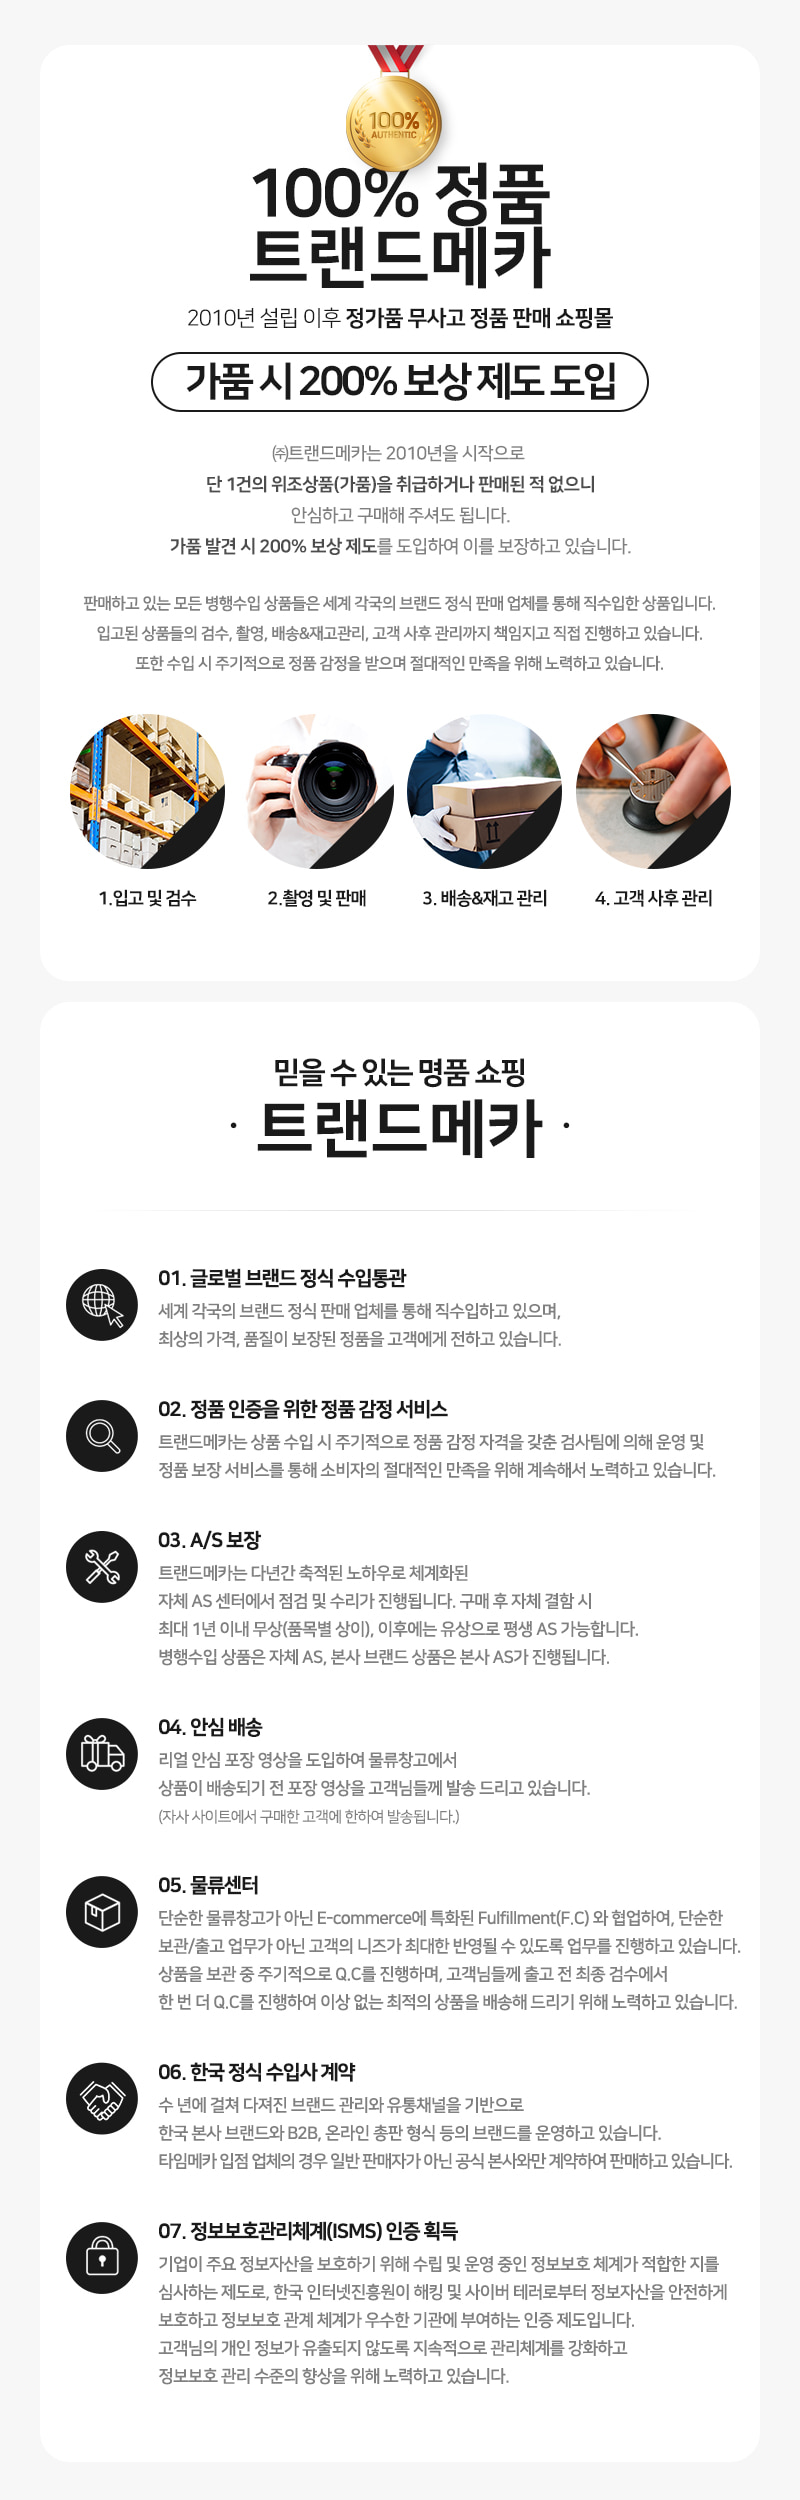 100%
AUTHENTIC
100% 정품
트랜드메카
2010년 설립 이후 정가품 무사고 정품 판매 쇼핑몰
가품 시 200% 보상 제도 도입
㈜트랜드메카는 2010년을 시작으로
단 1건의 위조상품(가품)을 취급하거나 판매된 적 없으니
안심하고 구매해 주셔도 됩니다.
가품 발견 시 200% 보상 제도를 도입하여 이를 보장하고 있습니다.
판매하고 있는 모든 병행수입 상품들은 세계 각국의 브랜드 정식 판매 업체를 통해 직수입한 상품입니다.
입고된 상품들의 검수, 촬영, 배송&재고관리, 고객 사후 관리까지 책임지고 직접 진행하고 있습니다.
또한 수입 시 주기적으로 정품 감정을 받으며 절대적인 만족을 위해 노력하고 있습니다.
1.입고 및 검수
2.촬영 및 판매
3. 배송&재고 관리
4. 고객 사후 관리
믿을 수 있는 명품 쇼핑
· 트랜드메카 ·
01. 글로벌 브랜드 정식 수입통관
세계 각국의 브랜드 정식 판매 업체를 통해 직수입하고 있으며,
최상의 가격, 품질이 보장된 정품을 고객에게 전하고 있습니다.
02. 정품 인증을 위한 정품 감정 서비스
트랜드메카는 상품 수입 시 주기적으로 정품 감정 자격을 갖춘 검사팀에 의해 운영 및
정품 보장 서비스를 통해 소비자의 절대적인 만족을 위해 계속해서 노력하고 있습니다.
03. A/S 보장
트랜드메카는 다년간 축적된 노하우로 체계화된
자체 AS 센터에서 점검 및 수리가 진행됩니다. 구매 후 자체 결함 시
최대 1년 이내 무상(품목별 상이), 이후에는 유상으로 평생 AS 가능합니다.
병행수입 상품은 자체 AS, 본사 브랜드 상품은 본사 AS가 진행됩니다.
04. 안심 배송
리얼 안심 포장 영상을 도입하여 물류창고에서
상품이 배송되기 전 포장 영상을 고객님들께 발송 드리고 있습니다.
(자사 사이트에서 구매한 고객에 한하여 발송됩니다.)
05. 물류센터
단순한 물류창고가 아닌 E-commerce에 특화된 Fulfillment(F.C) 와 협업하여, 단순한
보관/출고 업무가 아닌 고객의 니즈가 최대한 반영될 수 있도록 업무를 진행하고 있습니다.
상품을 보관 중 주기적으로 Q.C를 진행하며, 고객님들께 출고 전 최종 검수에서
한 번 더 Q.C를 진행하여 이상 없는 최적의 상품을 배송해 드리기 위해 노력하고 있습니다.
06. 한국 정식 수입사 계약
수 년에 걸쳐 다져진 브랜드 관리와 유통채널을 기반으로
한국 본사 브랜드와 B2B, 온라인 총판 형식 등의 브랜드를 운영하고 있습니다.
타임메카 입점 업체의 경우 일반 판매자가 아닌 공식 본사와만 계약하여 판매하고 있습니다.
07. 정보보호관리체계(ISMS) 인증 획득
기업이 주요 정보자산을 보호하기 위해 수립 및 운영 중인 정보보호 체계가 적합한 지를
심사하는 제도로, 한국 인터넷진흥원이 해킹 및 사이버 테러로부터 정보자산을 안전하게
보호하고 정보보호 관계 체계가 우수한 기관에 부여하는 인증 제도입니다.
고객님의 개인 정보가 유출되지 않도록 지속적으로 관리체계를 강화하고
정보보호 관리 수준의 향상을 위해 노력하고 있습니다.